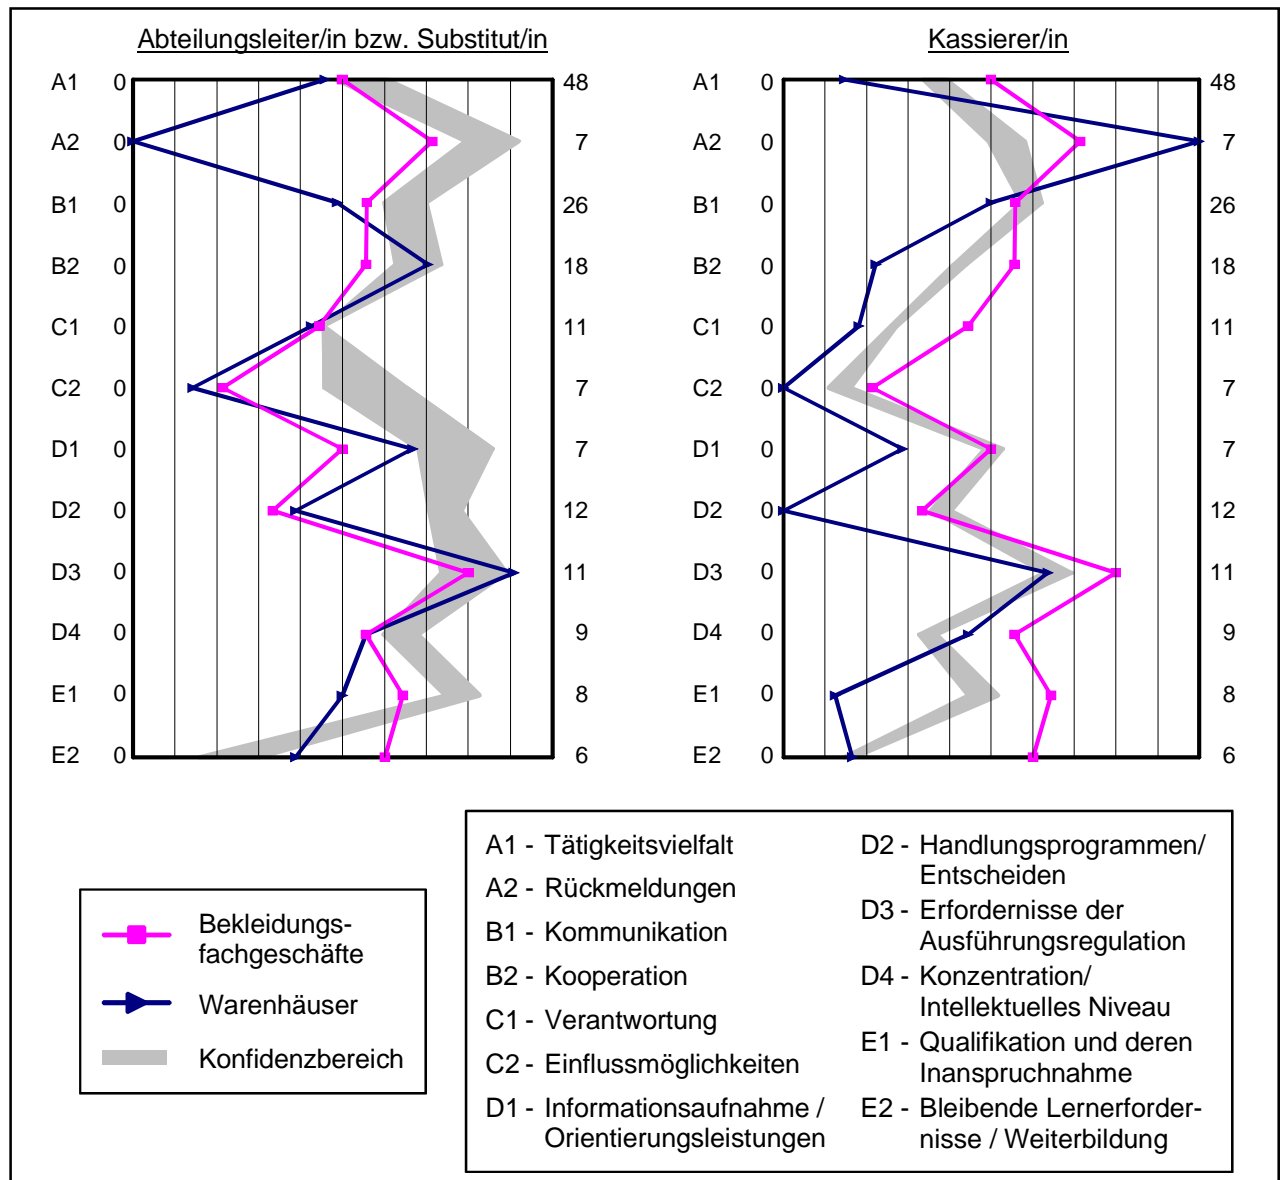 Abteilungsleiter/in bzw. Substitut/in
A1 0 48
A2 0 7
B1 0 26
B2 0 18
C1 0 11
C2 0 7
D1 0 7
D2 0 12
D3 0 11
D4 0 9
E1 0 8
E2 0 6
Kassierer/in
A1 0 48
A2 0 7
B1 0 26
B2 0 18
C1 0 11
C2 0 7
D1 0 7
D2 0 12
D3 0 11
D4 0 9
E1 0 8
E2 0 6
Bekleidungs-
fachgeschäfte
Warenhäuser
Konfidenzbereich
A1 - Tätigkeitsvielfalt
A2 - Rückmeldungen
B1 - Kommunikation
B2 - Kooperation
C1 - Verantwortung
C2 - Einflussmöglichkeiten
D1 - Informationsaufnahme /
Orientierungsleistungen
D2 - Handlungsprogrammen/
Entscheiden
D3 - Erfordernisse der
Ausführungsregulation
D4 - Konzentration/
Intellektuelles Niveau
E1 - Qualifikation und deren
Inanspruchnahme
E2 - Bleibende Lernerforder-
nisse / Weiterbildung